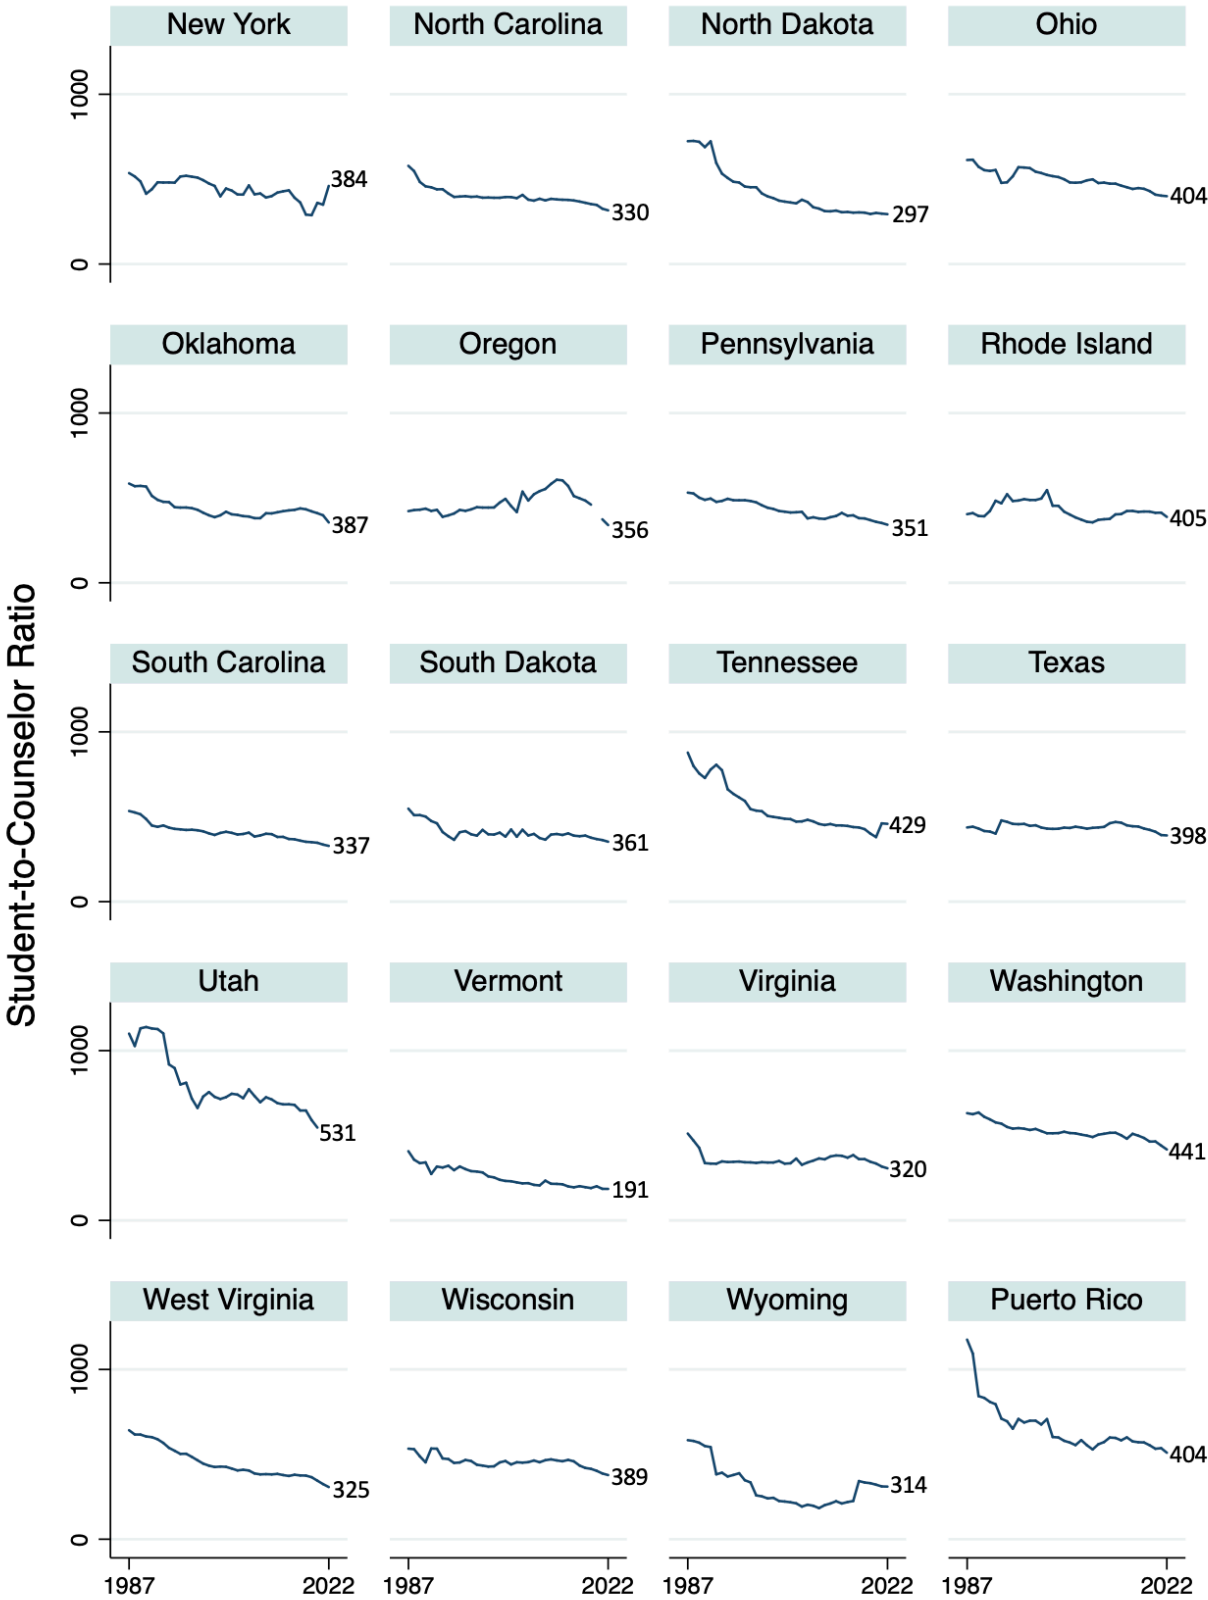 Student-to-Counselor Ratio
New York North Carolina North Dakota Ohio
1000
384 330 297 404
0
Oklahoma Oregon Pennsylvania Rhode Island
1000
387 356 351 405
0
South Carolina South Dakota Tennessee Texas
1000
337 361 429 398
0
Utah Vermont Virginia Washington
1000
531 191 320 441
0
West Virginia Wisconsin Wyoming Puerto Rico
1000
325 389 314 404
0
1987 2022 1987 2022 1987 2022 1987 2022